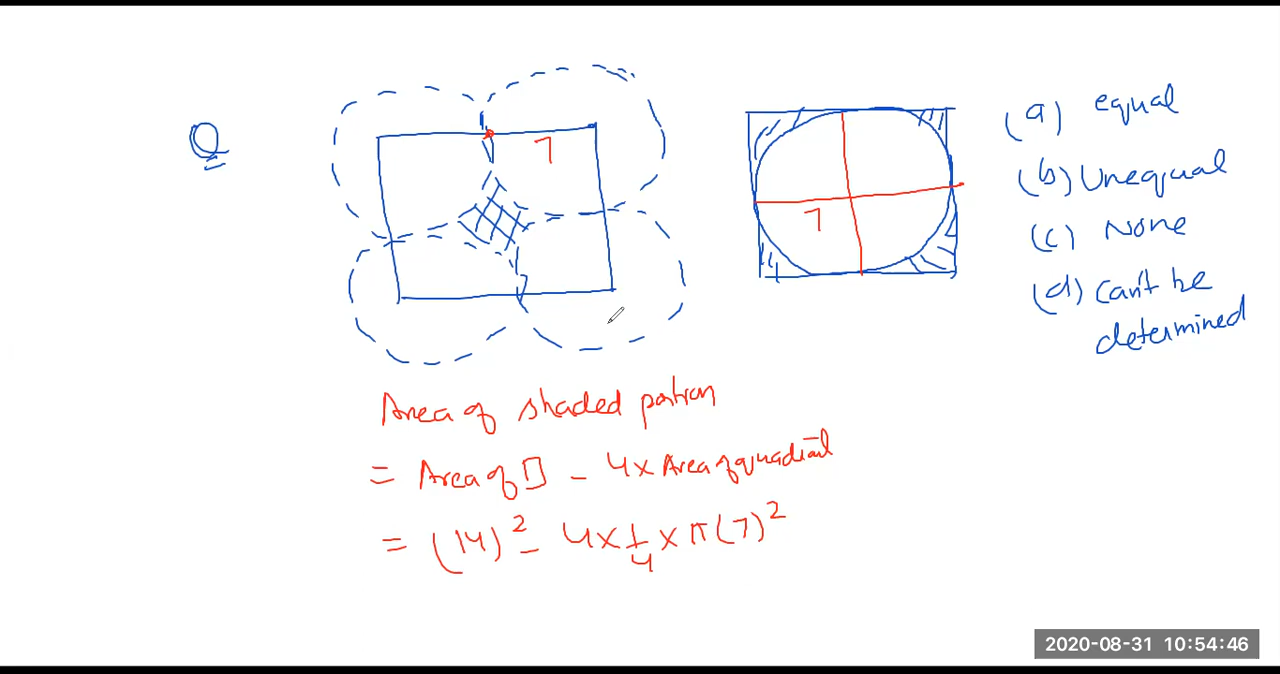 Q
7
7
(a) equal
(b) Unequal
(c) None
(d) Can't be
determined
Area of shaded portion
= Area of □ - 4 × Area of quadrant
= (14)² - 4 × 1/4 × π(7)²
2020-08-31 10:54:46